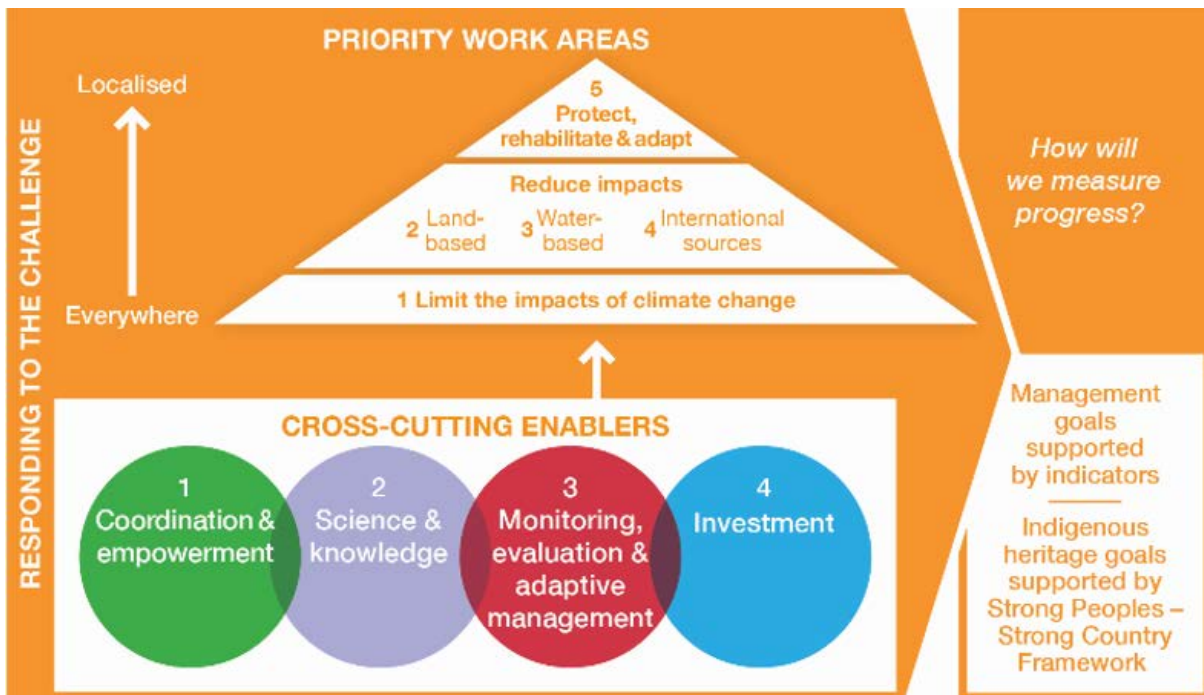 RESPONDING TO THE CHALLENGE
PRIORITY WORK AREAS
Localised
Everywhere
5
Protect,
rehabilitate & adapt
Reduce impacts
2 Land-
based
3 Water-
based
4 International
sources
1 Limit the impacts of climate change
CROSS-CUTTING ENABLERS
1
Coordination &
empowerment
2
Science &
knowledge
3
Monitoring,
evaluation &
adaptive
management
4
Investment
How will
we measure
progress?
Management
goals
supported
by indicators
Indigenous
heritage goals
supported by
Strong Peoples –
Strong Country
Framework